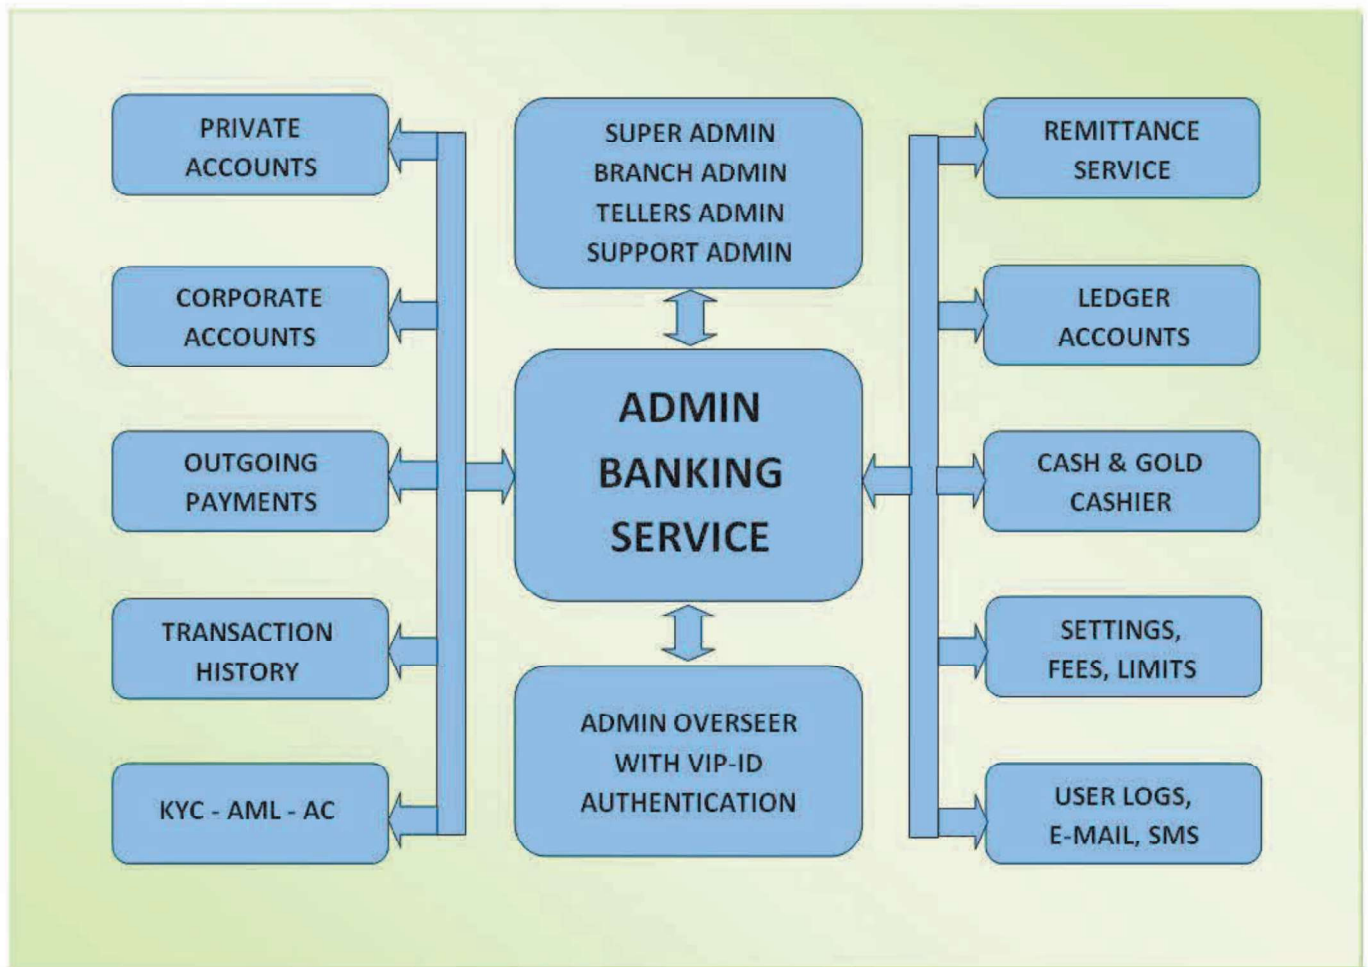 PRIVATE
ACCOUNTS
CORPORATE
ACCOUNTS
OUTGOING
PAYMENTS
TRANSACTION
HISTORY
KYC - AML - AC
SUPER ADMIN
BRANCH ADMIN
TELLERS ADMIN
SUPPORT ADMIN
ADMIN
BANKING
SERVICE
ADMIN OVERSEER
WITH VIP-ID
AUTHENTICATION
REMITTANCE
SERVICE
LEDGER
ACCOUNTS
CASH & GOLD
CASHIER
SETTINGS,
FEES, LIMITS
USER LOGS,
E-MAIL, SMS